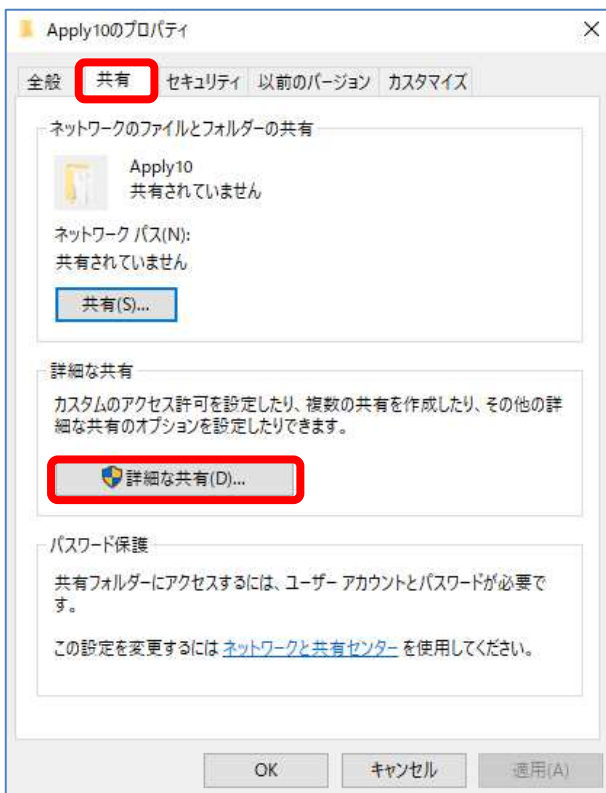 Apply10のプロパティ
全般 共有 セキュリティ 以前のバージョン カスタマイズ
ネットワークのファイルとフォルダーの共有
Apply10
共有されていません
ネットワーク パス(N):
共有されていません
共有(S)...
詳細な共有
カスタムのアクセス許可を設定したり、複数の共有を作成したり、その他の詳
細な共有のオプションを設定したりできます。
詳細な共有(D)...
パスワード保護
共有フォルダーにアクセスするには、ユーザー アカウントとパスワードが必要で
す。
この設定を変更するには ネットワークと共有センター を使用してください。
OK キャンセル 適用(A)